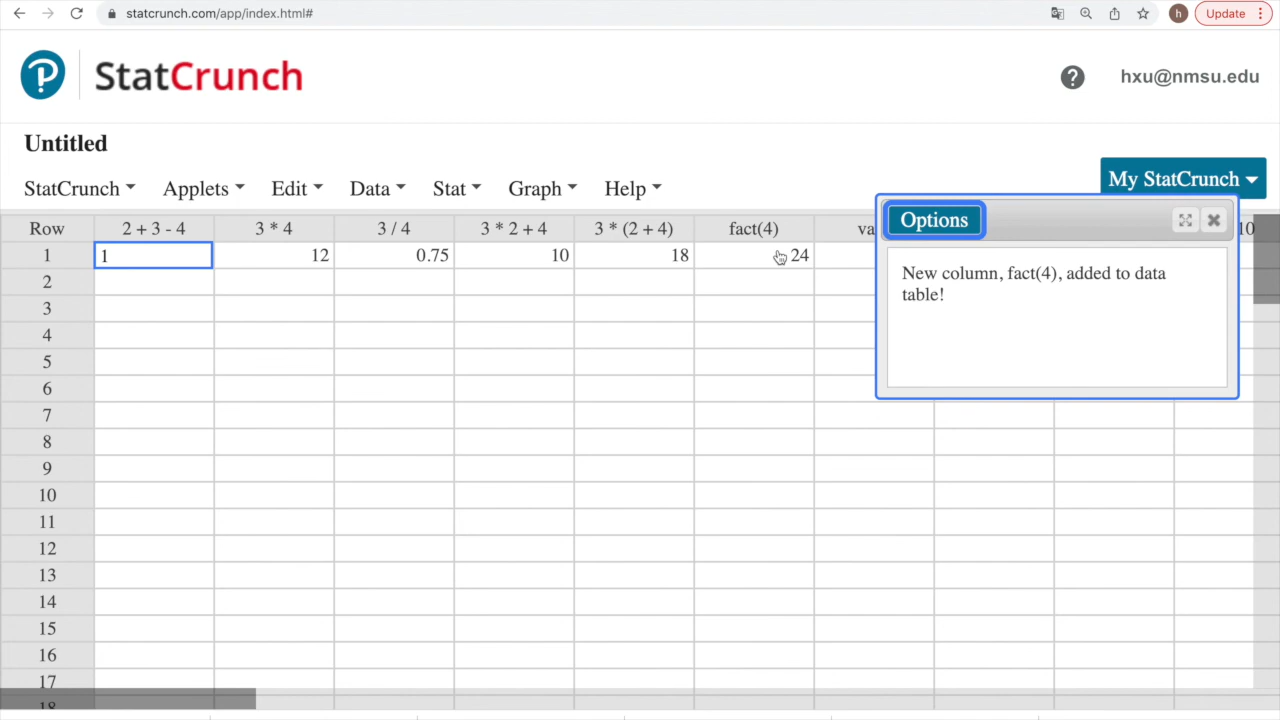 statcrunch.com/app/index.html#
h
Update
StatCrunch
hxu@nmsu.edu
Untitled
StatCrunch Applets Edit Data Stat Graph Help
My StatCrunch
Options
New column, fact(4), added to data
table!
Row 2 + 3 - 4 3 * 4 3 / 4 3 * 2 + 4 3 * (2 + 4) fact(4)
1 1 12 0.75 10 18 24
2
3
4
5
6
7
8
9
10
11
12
13
14
15
16
17
18